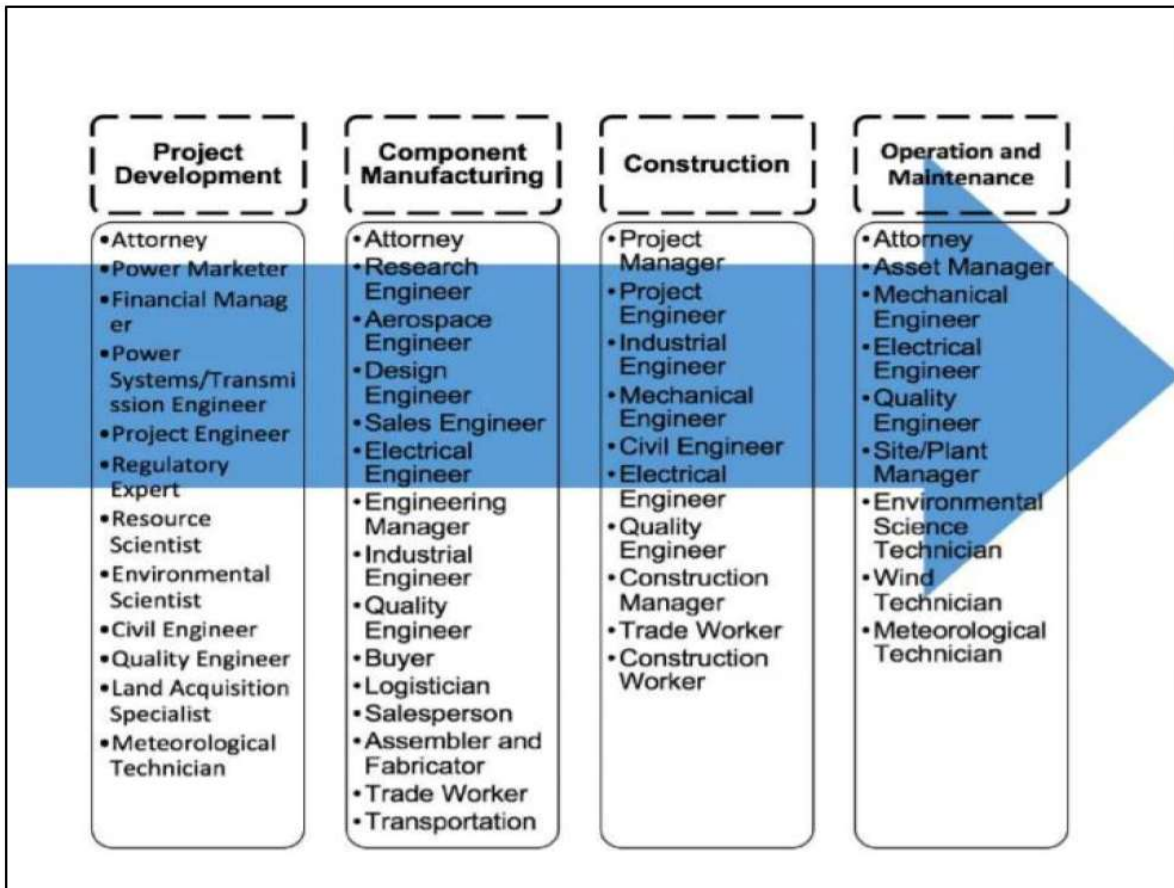 Project
Development
•Attorney
•Power Marketer
•Financial Manag
er
•Power
Systems/Transmi
ssion Engineer
•Project Engineer
•Regulatory
Expert
•Resource
Scientist
•Environmental
Scientist
•Civil Engineer
•Quality Engineer
•Land Acquisition
Specialist
•Meteorological
Technician
Component
Manufacturing
•Attorney
•Research
Engineer
•Aerospace
Engineer
•Design
Engineer
•Sales Engineer
•Electrical
Engineer
•Engineering
Manager
•Industrial
Engineer
•Quality
Engineer
•Buyer
•Logistician
•Salesperson
•Assembler and
Fabricator
•Trade Worker
•Transportation
Construction
•Project
Manager
•Project
Engineer
•Industrial
Engineer
•Mechanical
Engineer
•Civil Engineer
•Electrical
Engineer
•Quality
Engineer
•Construction
Manager
•Trade Worker
•Construction
Worker
Operation and
Maintenance
•Attorney
•Asset Manager
•Mechanical
Engineer
•Electrical
Engineer
•Quality
Engineer
•Site/Plant
Manager
•Environmental
Science
Technician
•Wind
Technician
•Meteorological
Technician